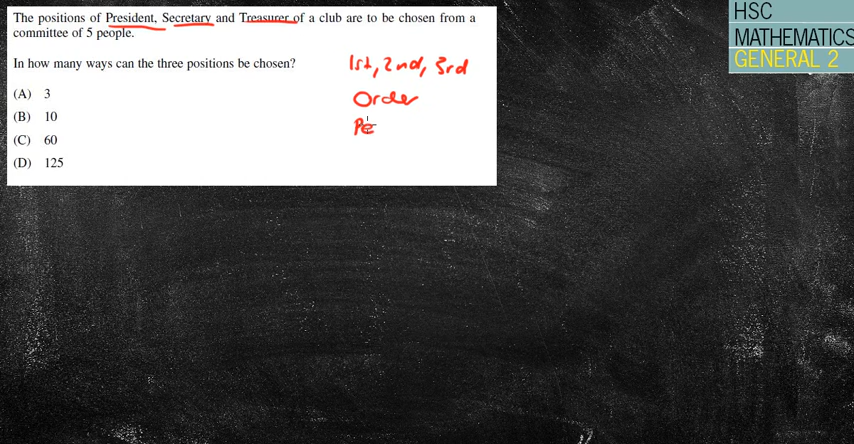 The positions of President, Secretary and Treasurer of a club are to be chosen from a
committee of 5 people.
In how many ways can the three positions be chosen?
(A) 3
(B) 10
(C) 60
(D) 125
1st, 2nd, 3rd
Order
Pe
HSC
MATHEMATICS
GENERAL 2